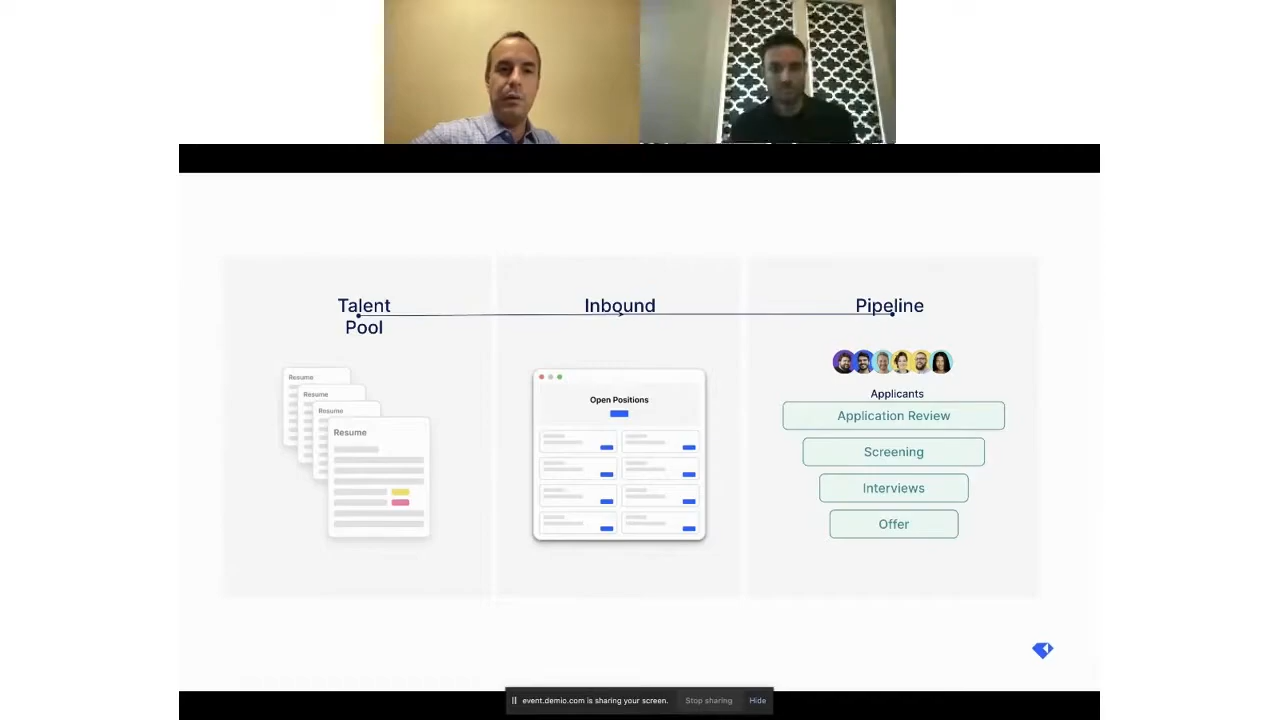 Talent
Pool
Inbound
Pipeline
Resume
Resume
Resume
Resume
Open Positions
Applicants
Application Review
Screening
Interviews
Offer
event.demio.com is sharing your screen.
Stop sharing
Hide